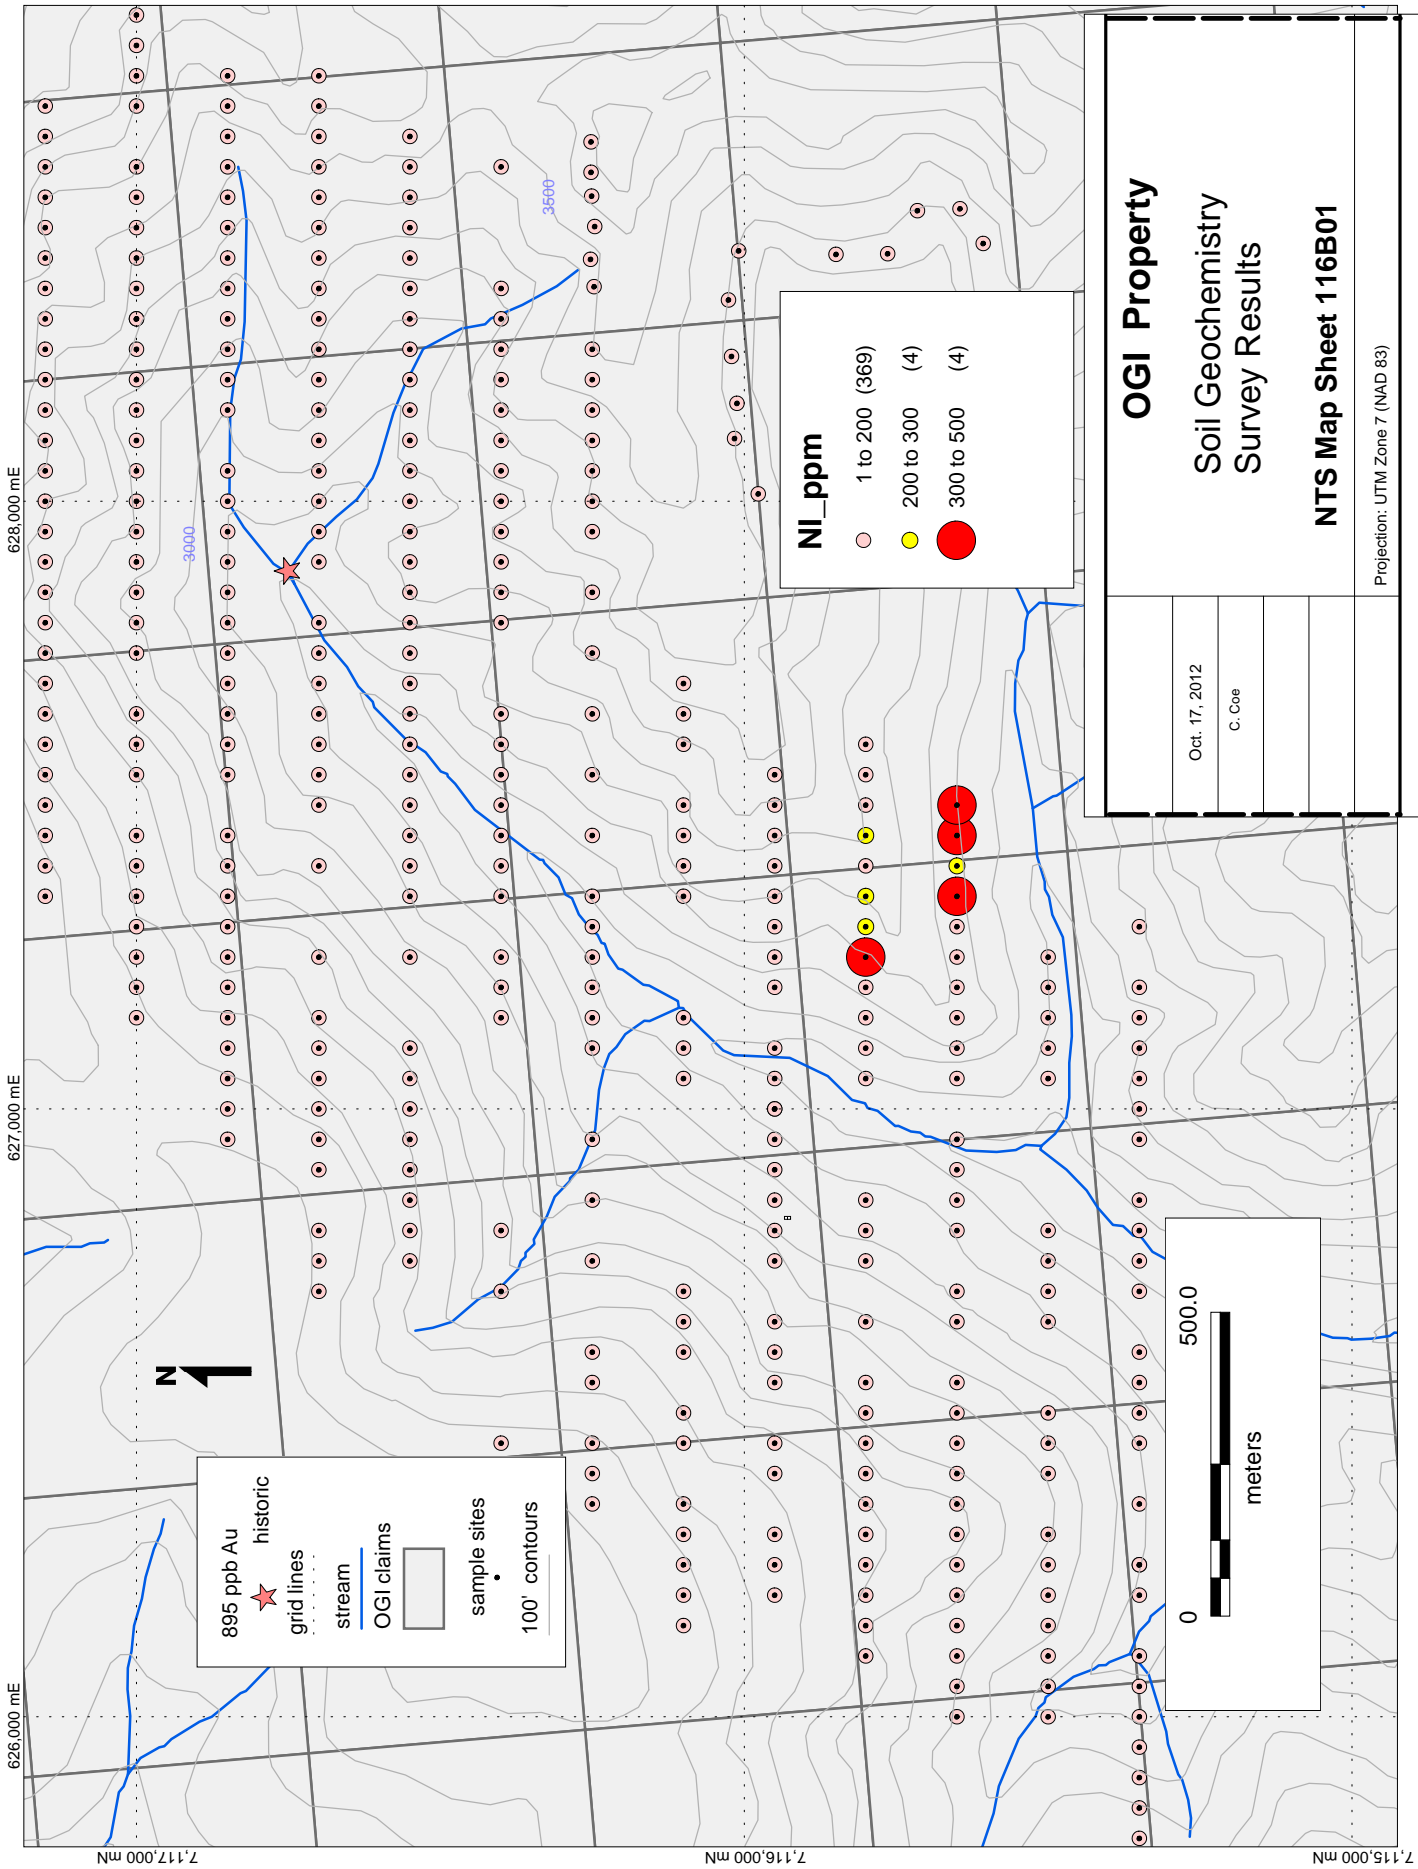 626,000 mE
627,000 mE
628,000 mE
7,117,000 mN
7,116,000 mN
7,115,000 mN
3000
3500
N
895 ppb Au
historic
grid lines
stream
OGI claims
sample sites
100' contours
NI_ppm
1 to 200 (369)
200 to 300 (4)
300 to 500 (4)
0 500.0
meters
OGI Property
Soil Geochemistry
Survey Results
NTS Map Sheet 116B01
Oct. 17, 2012
C. Coe
Projection: UTM Zone 7 (NAD 83)